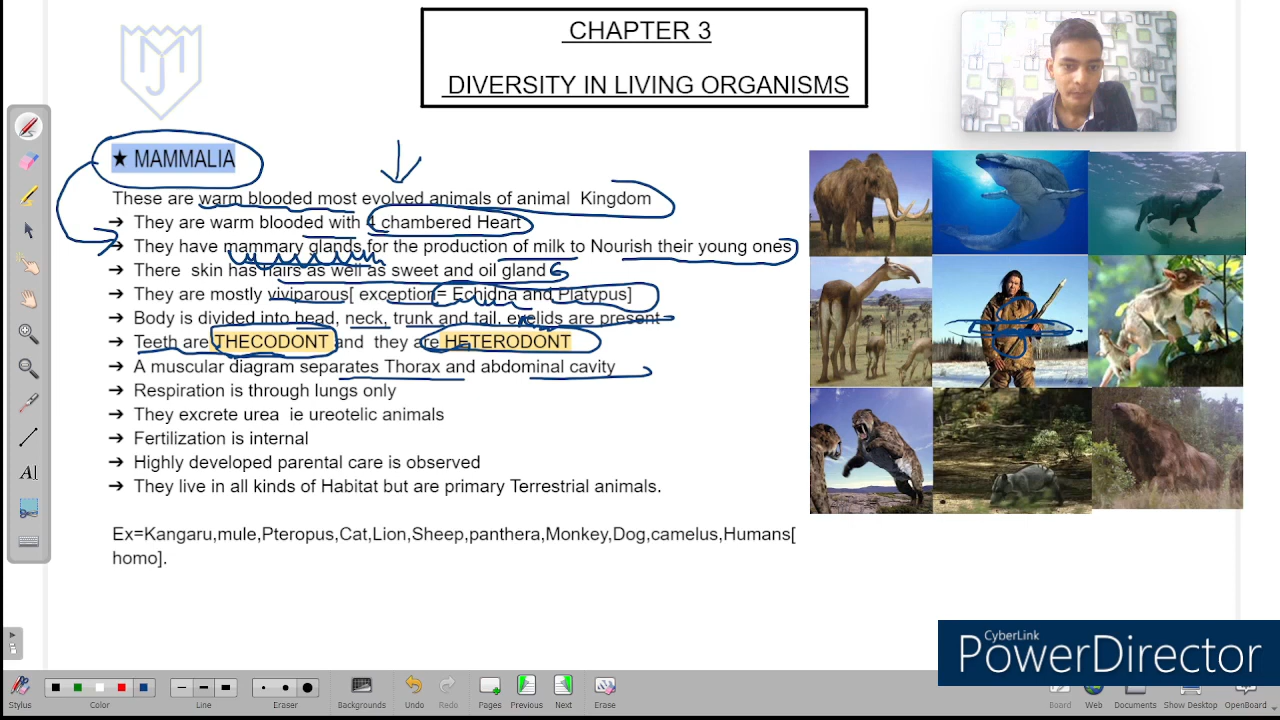 CHAPTER 3
DIVERSITY IN LIVING ORGANISMS
MJ
★ MAMMALIA
These are warm blooded most evolved animals of animal Kingdom
➔ They are warm blooded with 4 chambered Heart
➔ They have mammary glands for the production of milk to Nourish their young ones
➔ There skin has hairs as well as sweet and oil gland
➔ They are mostly viviparous[ exception= Echidna and Platypus]
➔ Body is divided into head, neck, trunk and tail, eyelids are present
➔ Teeth are THECODONT and they are HETERODONT
➔ A muscular diagram separates Thorax and abdominal cavity
➔ Respiration is through lungs only
➔ They excrete urea ie ureotelic animals
➔ Fertilization is internal
➔ Highly developed parental care is observed
➔ They live in all kinds of Habitat but are primary Terrestrial animals.
Ex=Kangaru,mule,Pteropus,Cat,Lion,Sheep,panthera,Monkey,Dog,camelus,Humans[
homo].
CyberLink
PowerDirector
Stylus Color Line Eraser Backgrounds Undo Redo Pages Previous Next Erase Board Web Documents Show Desktop OpenBoard